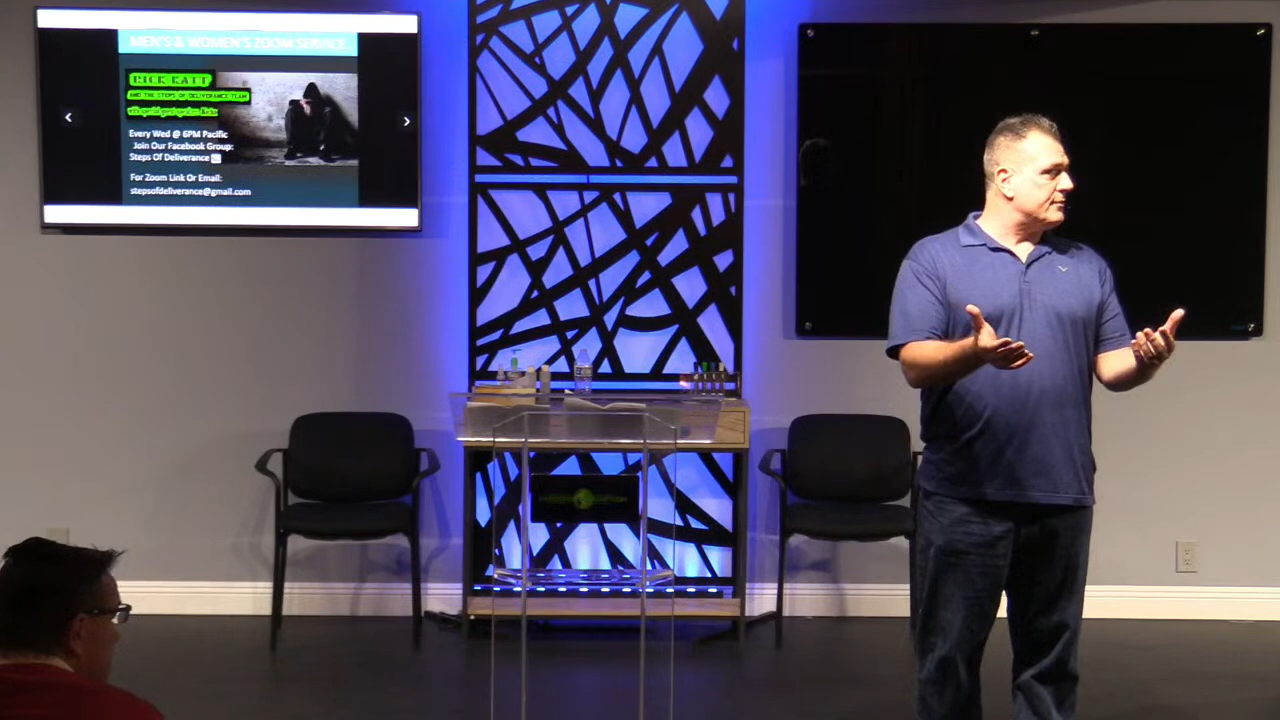 MEN'S & WOMEN'S ZOOM SERVICE
RICK KATT
AND THE STEPS OF DELIVERANCE TEAM
Every Wed @ 6PM Pacific
Join Our Facebook Group:
Steps Of Deliverance
For Zoom Link Or Email:
stepsofdeliverance@gmail.com